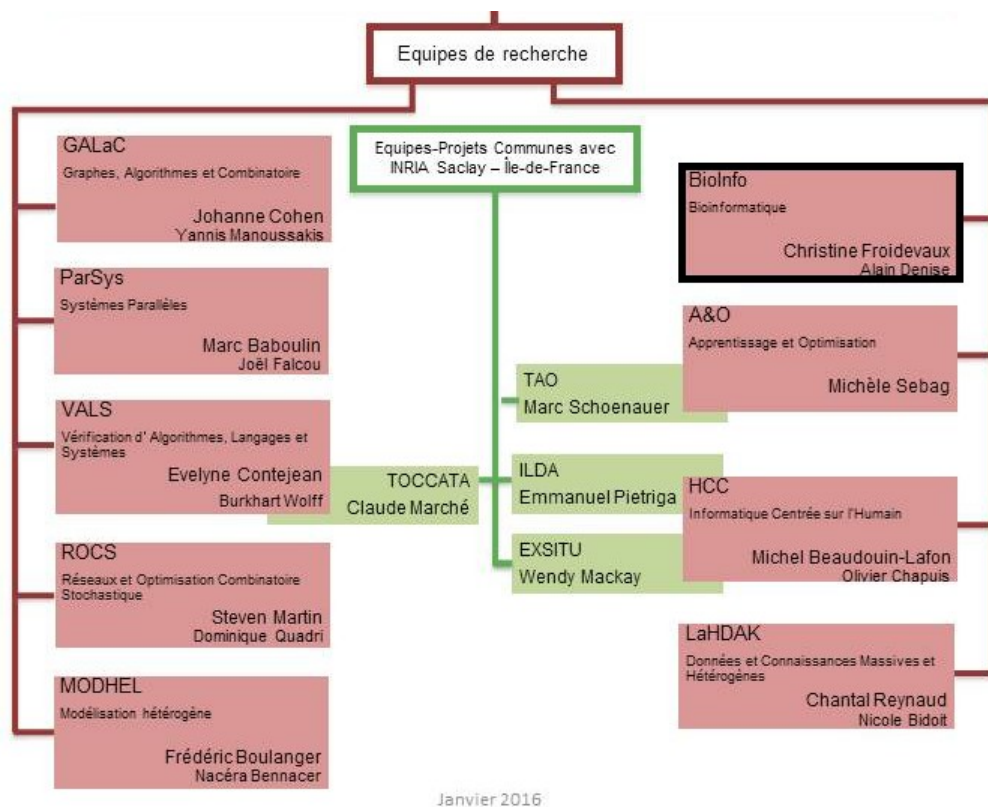 Equipes de recherche
Equipes-Projets Communes avec
INRIA Saclay – Île-de-France
GALaC
Graphes, Algorithmes et Combinatoire
Johanne Cohen
Yannis Manoussakis
ParSys
Systèmes Parallèles
Marc Baboulin
Joël Falcou
VALS
Vérification d' Algorithmes, Langages et
Systèmes
Evelyne Contejean
Burkhart Wolff
TOCCATA
Claude Marché
ROCS
Réseaux et Optimisation Combinatoire
Stochastique
Steven Martin
Dominique Quadri
MODHEL
Modélisation hétérogène
Frédéric Boulanger
Nacéra Bennacer
TAO
Marc Schoenauer
ILDA
Emmanuel Pietriga
EXSITU
Wendy Mackay
BioInfo
Bioinformatique
Christine Froidevaux
Alain Denise
A&O
Apprentissage et Optimisation
Michèle Sebag
HCC
Informatique Centrée sur l'Humain
Michel Beaudouin-Lafon
Olivier Chapuis
LaHDAK
Données et Connaissances Massives et
Hétérogènes
Chantal Reynaud
Nicole Bidoit
Janvier 2016